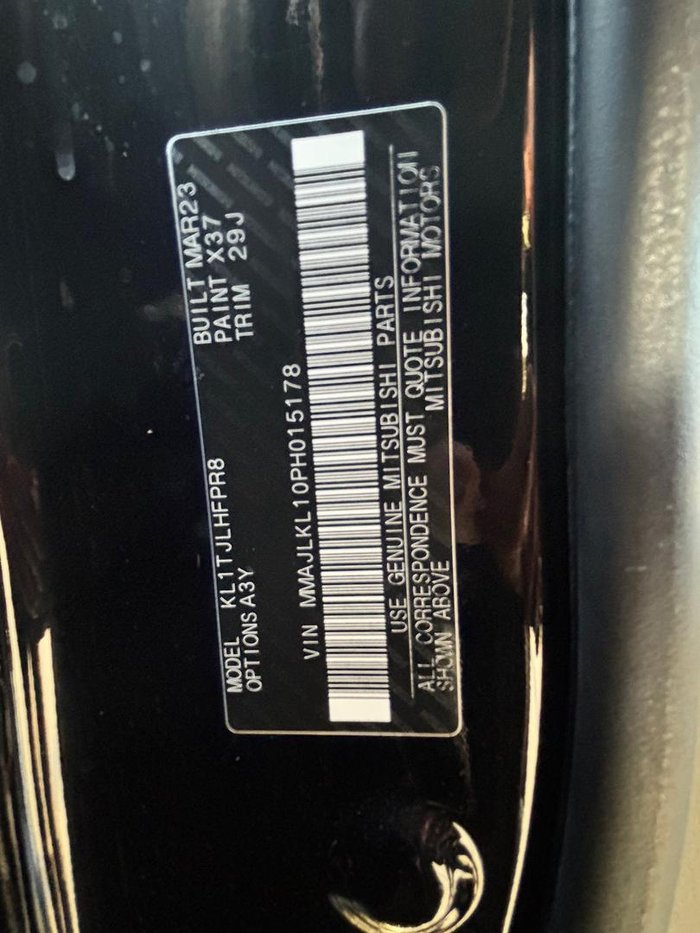 MODEL KL1TJLHFPR8 BUILT MAR23
OPTIONS A3Y PAINT X37
TRIM 29J
VIN MMAJLKL10PH015178
USE GENUINE MITSUBISHI PARTS
ALL CORRESPONDENCE MUST QUOTE INFORMATION
SHOWN ABOVE MITSUBISHI MOTORS